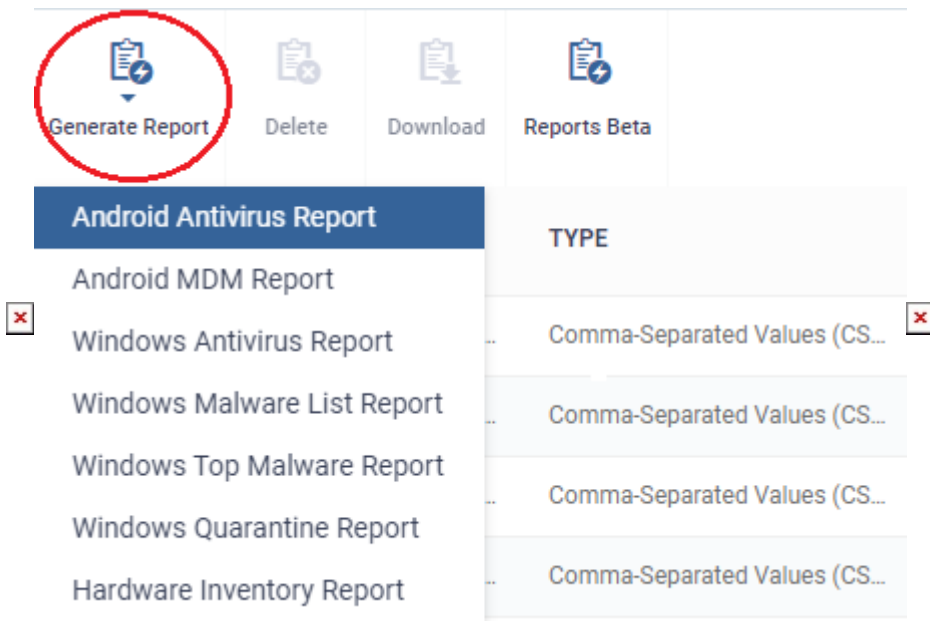 Generate Report
Delete
Download
Reports Beta
Android Antivirus Report
TYPE
Android MDM Report
Windows Antivirus Report
... Comma-Separated Values (CS...
Windows Malware List Report
... Comma-Separated Values (CS...
Windows Top Malware Report
Windows Quarantine Report
... Comma-Separated Values (CS...
Hardware Inventory Report
... Comma-Separated Values (CS...